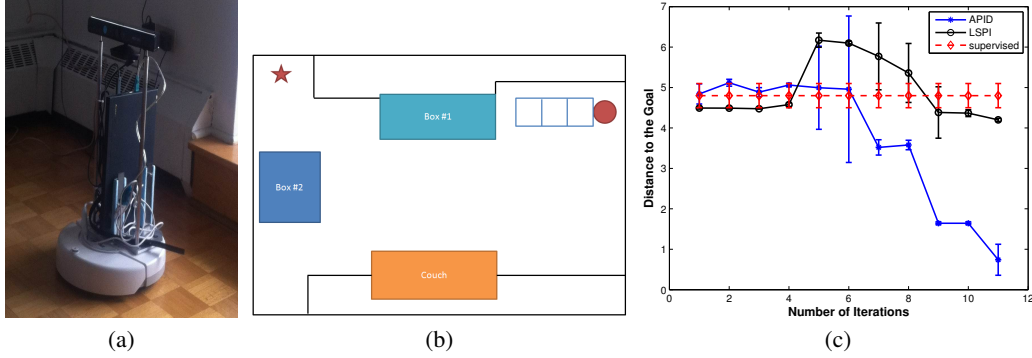 Box #1
Box #2
Couch
APID
LSPI
supervised
Distance to the Goal
7
6
5
4
3
2
1
0
0 2 4 6 8 10 12
Number of Iterations
(a) (b) (c)